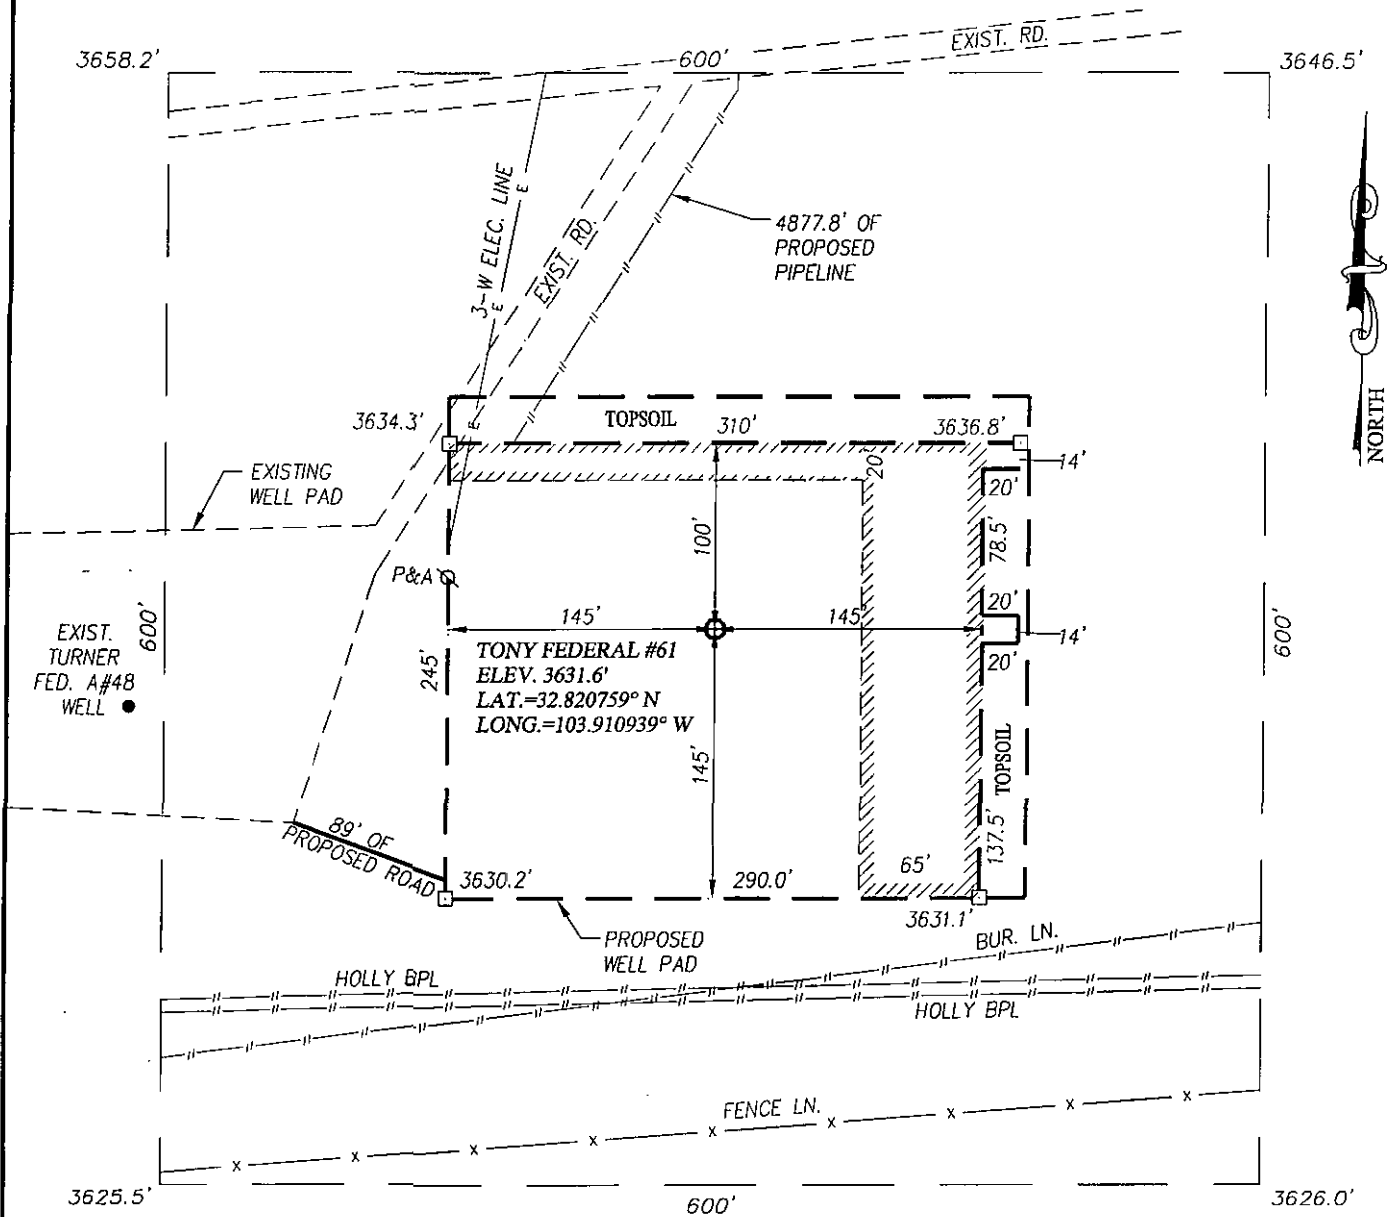 3658.2'
600'
EXIST. RD.
3646.5'
3-W ELEC. LINE
E
E
E
E
EXIST. RD.
4877.8' OF
PROPOSED
PIPELINE
NORTH
3634.3'
TOPSOIL
310'
3636.8'
14'
20'
20'
EXISTING
WELL PAD
100'
78.5'
P&A
145'
145'
20'
14'
20'
EXIST.
TURNER
FED. A#48
WELL
600'
245'
TONY FEDERAL #61
ELEV. 3631.6'
LAT.=32.820759° N
LONG.=103.910939° W
600'
145'
TOPSOIL
137.5'
89' OF
PROPOSED ROAD
3630.2'
290.0'
65'
3631.1'
PROPOSED
WELL PAD
BUR. LN.
HOLLY BPL
HOLLY BPL
FENCE LN.
x x x x x x x x x
3625.5'
600'
3626.0'